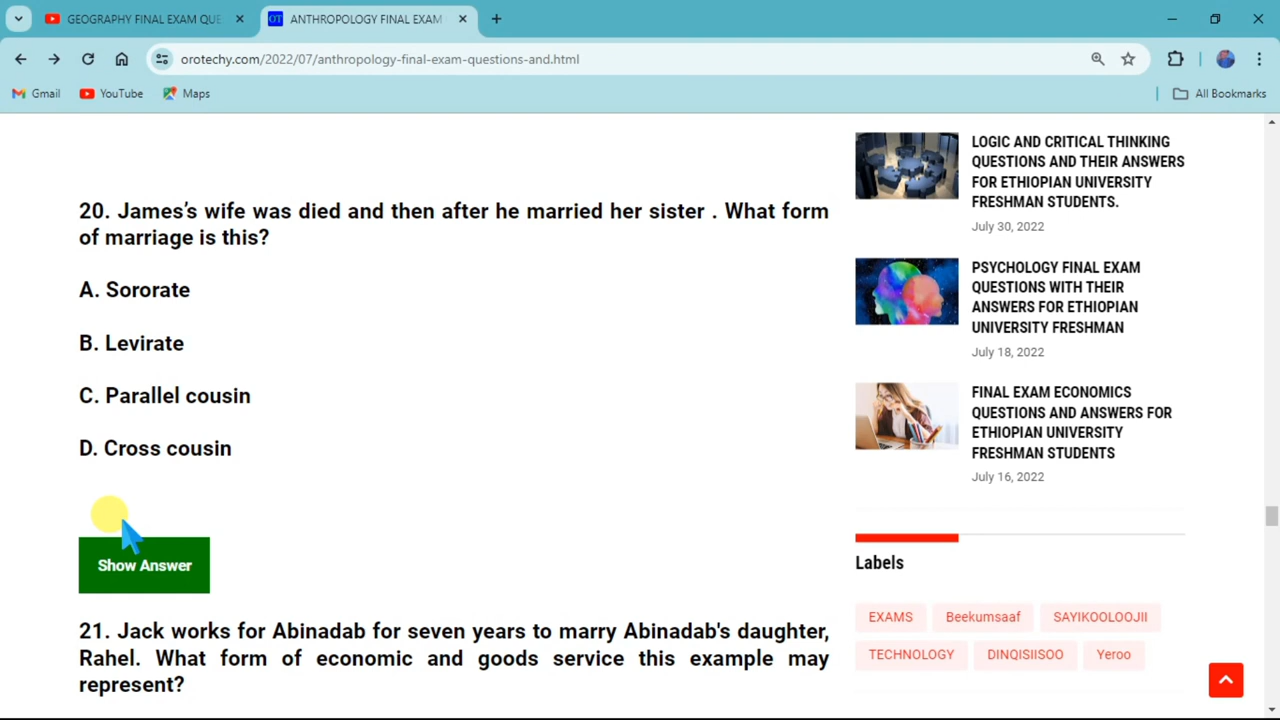 GEOGRAPHY FINAL EXAM QUE
OT
ANTHROPOLOGY FINAL EXAM
orotechy.com/2022/07/anthropology-final-exam-questions-and.html
Gmail
YouTube
Maps
All Bookmarks
20. James’s wife was died and then after he married her sister . What form
of marriage is this?
A. Sororate
B. Levirate
C. Parallel cousin
D. Cross cousin
Show Answer
21. Jack works for Abinadab for seven years to marry Abinadab's daughter,
Rahel. What form of economic and goods service this example may
represent?
LOGIC AND CRITICAL THINKING
QUESTIONS AND THEIR ANSWERS
FOR ETHIOPIAN UNIVERSITY
FRESHMAN STUDENTS.
July 30, 2022
PSYCHOLOGY FINAL EXAM
QUESTIONS WITH THEIR
ANSWERS FOR ETHIOPIAN
UNIVERSITY FRESHMAN
July 18, 2022
FINAL EXAM ECONOMICS
QUESTIONS AND ANSWERS FOR
ETHIOPIAN UNIVERSITY
FRESHMAN STUDENTS
July 16, 2022
Labels
EXAMS
Beekumsaaf
SAYIKOOLOOJII
TECHNOLOGY
DINQISIISOO
Yeroo